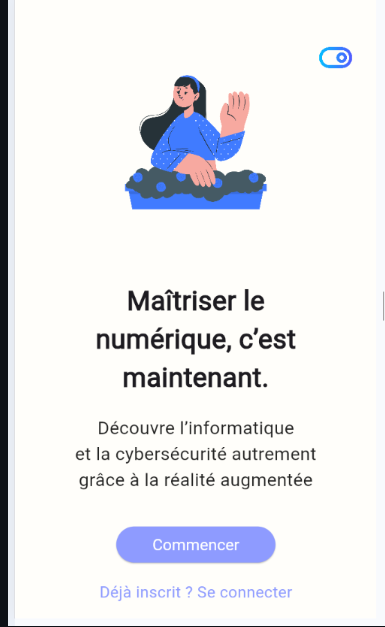 Maîtriser le
numérique, c’est
maintenant.
Découvre l’informatique
et la cybersécurité autrement
grâce à la réalité augmentée
Commencer
Déjà inscrit ? Se connecter